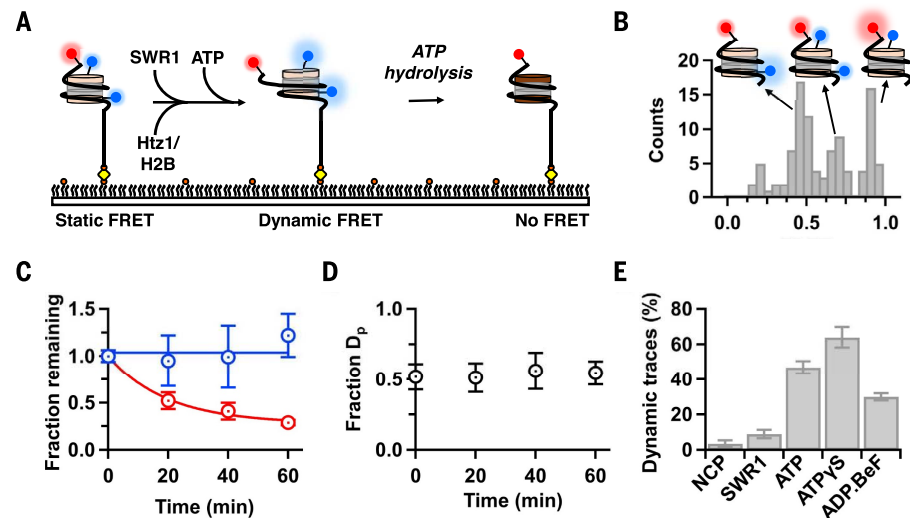 A
SWR1
ATP
Htz1/
H2B
ATP
hydrolysis
Static FRET
Dynamic FRET
No FRET
B
Counts
20
15
10
5
0
0.0
0.5
1.0
C
Fraction remaining
1.5
1.0
0.5
0.0
0
20
40
60
Time (min)
D
Fraction Dp
1.0
0.5
0.0
0
20
40
60
Time (min)
E
Dynamic traces (%)
80
60
40
20
0
NCP
SWR1
ATP
ATPγS
ADP.BeF